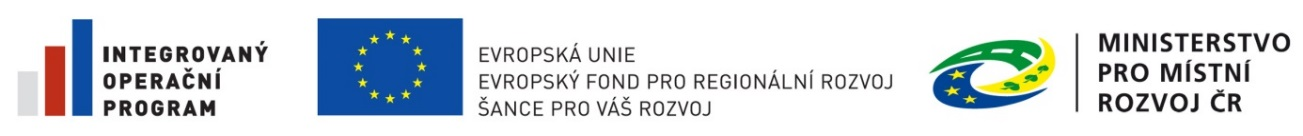 INTEGROVANÝ
OPERAČNÍ
PROGRAM
EVROPSKÁ UNIE
EVROPSKÝ FOND PRO REGIONÁLNÍ ROZVOJ
ŠANCE PRO VÁŠ ROZVOJ
MINISTERSTVO
PRO MÍSTNÍ
ROZVOJ ČR